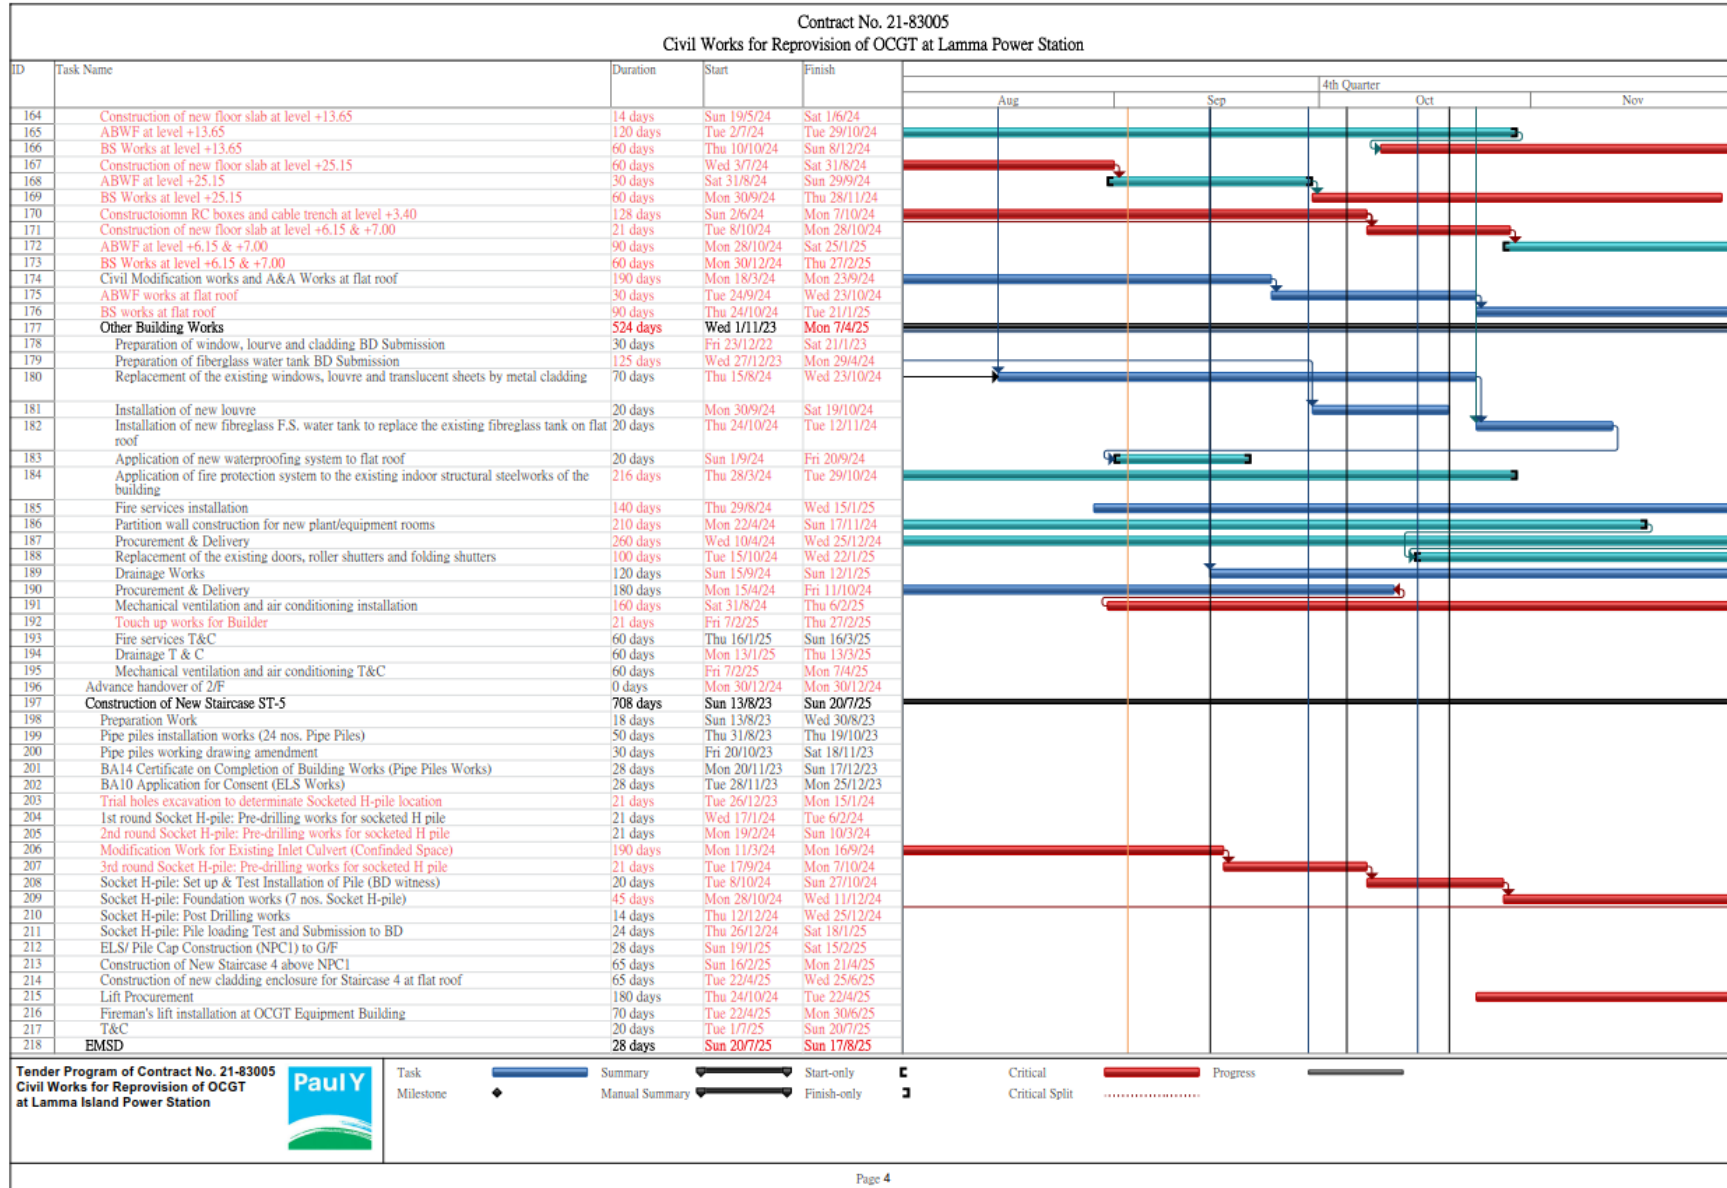 Contract No. 21-83005
Civil Works for Reprovision of OCGT at Lamma Power Station
ID Task Name Duration Start Finish
4th Quarter
Aug Sep Oct Nov
164 Construction of new floor slab at level +13.65 14 days Sun 19/5/24 Sat 1/6/24
165 ABWF at level +13.65 120 days Tue 2/7/24 Tue 29/10/24
166 BS Works at level +13.65 60 days Thu 10/10/24 Sun 8/12/24
167 Construction of new floor slab at level +25.15 60 days Wed 3/7/24 Sat 31/8/24
168 ABWF at level +25.15 30 days Sat 31/8/24 Sun 29/9/24
169 BS Works at level +25.15 60 days Mon 30/9/24 Thu 28/11/24
170 Constructoiomn RC boxes and cable trench at level +3.40 128 days Sun 2/6/24 Mon 7/10/24
171 Construction of new floor slab at level +6.15 & +7.00 21 days Tue 8/10/24 Mon 28/10/24
172 ABWF at level +6.15 & +7.00 90 days Mon 28/10/24 Sat 25/1/25
173 BS Works at level +6.15 & +7.00 60 days Mon 30/12/24 Thu 27/2/25
174 Civil Modification works and A&A Works at flat roof 190 days Mon 18/3/24 Mon 23/9/24
175 ABWF works at flat roof 30 days Tue 24/9/24 Wed 23/10/24
176 BS works at flat roof 90 days Thu 24/10/24 Tue 21/1/25
177 Other Building Works 524 days Wed 1/11/23 Mon 7/4/25
178 Preparation of window, lourve and cladding BD Submission 30 days Fri 23/12/22 Sat 21/1/23
179 Preparation of fiberglass water tank BD Submission 125 days Wed 27/12/23 Mon 29/4/24
180 Replacement of the existing windows, louvre and translucent sheets by metal cladding 70 days Thu 15/8/24 Wed 23/10/24
181 Installation of new louvre 20 days Mon 30/9/24 Sat 19/10/24
182 Installation of new fibreglass F.S. water tank to replace the existing fibreglass tank on flat 20 days Thu 24/10/24 Tue 12/11/24
roof
183 Application of new waterproofing system to flat roof 20 days Sun 1/9/24 Fri 20/9/24
184 Application of fire protection system to the existing indoor structural steelworks of the 216 days Thu 28/3/24 Tue 29/10/24
building
185 Fire services installation 140 days Thu 29/8/24 Wed 15/1/25
186 Partition wall construction for new plant/equipment rooms 210 days Mon 22/4/24 Sun 17/11/24
187 Procurement & Delivery 260 days Wed 10/4/24 Wed 25/12/24
188 Replacement of the existing doors, roller shutters and folding shutters 100 days Tue 15/10/24 Wed 22/1/25
189 Drainage Works 120 days Sun 15/9/24 Sun 12/1/25
190 Procurement & Delivery 180 days Mon 15/4/24 Fri 11/10/24
191 Mechanical ventilation and air conditioning installation 160 days Sat 31/8/24 Thu 6/2/25
192 Touch up works for Builder 21 days Fri 7/2/25 Thu 27/2/25
193 Fire services T&C 60 days Thu 16/1/25 Sun 16/3/25
194 Drainage T & C 60 days Mon 13/1/25 Thu 13/3/25
195 Mechanical ventilation and air conditioning T&C 60 days Fri 7/2/25 Mon 7/4/25
196 Advance handover of 2/F 0 days Mon 30/12/24 Mon 30/12/24
197 Construction of New Staircase ST-5 708 days Sun 13/8/23 Sun 20/7/25
198 Preparation Work 18 days Sun 13/8/23 Wed 30/8/23
199 Pipe piles installation works (24 nos. Pipe Piles) 50 days Thu 31/8/23 Thu 19/10/23
200 Pipe piles working drawing amendment 30 days Fri 20/10/23 Sat 18/11/23
201 BA14 Certificate on Completion of Building Works (Pipe Piles Works) 28 days Mon 20/11/23 Sun 17/12/23
202 BA10 Application for Consent (ELS Works) 28 days Tue 28/11/23 Mon 25/12/23
203 Trial holes excavation to determinate Socketed H-pile location 21 days Tue 26/12/23 Mon 15/1/24
204 1st round Socket H-pile: Pre-drilling works for socketed H pile 21 days Wed 17/1/24 Tue 6/2/24
205 2nd round Socket H-pile: Pre-drilling works for socketed H pile 21 days Mon 19/2/24 Sun 10/3/24
206 Modification Work for Existing Inlet Culvert (Confinded Space) 190 days Mon 11/3/24 Mon 16/9/24
207 3rd round Socket H-pile: Pre-drilling works for socketed H pile 21 days Tue 17/9/24 Mon 7/10/24
208 Socket H-pile: Set up & Test Installation of Pile (BD witness) 20 days Tue 8/10/24 Sun 27/10/24
209 Socket H-pile: Foundation works (7 nos. Socket H-pile) 45 days Mon 28/10/24 Wed 11/12/24
210 Socket H-pile: Post Drilling works 14 days Thu 12/12/24 Wed 25/12/24
211 Socket H-pile: Pile loading Test and Submission to BD 24 days Thu 26/12/24 Sat 18/1/25
212 ELS/ Pile Cap Construction (NPC1) to G/F 28 days Sun 19/1/25 Sat 15/2/25
213 Construction of New Staircase 4 above NPC1 65 days Sun 16/2/25 Mon 21/4/25
214 Construction of new cladding enclosure for Staircase 4 at flat roof 65 days Tue 22/4/25 Wed 25/6/25
215 Lift Procurement 180 days Thu 24/10/24 Tue 22/4/25
216 Fireman's lift installation at OCGT Equipment Building 70 days Tue 22/4/25 Mon 30/6/25
217 T&C 20 days Tue 1/7/25 Sun 20/7/25
218 EMSD 28 days Sun 20/7/25 Sun 17/8/25
Tender Program of Contract No. 21-83005
Civil Works for Reprovision of OCGT
at Lamma Island Power Station
Paul Y
Task Summary Start-only Critical Progress
Milestone Manual Summary Finish-only Critical Split
Page 4